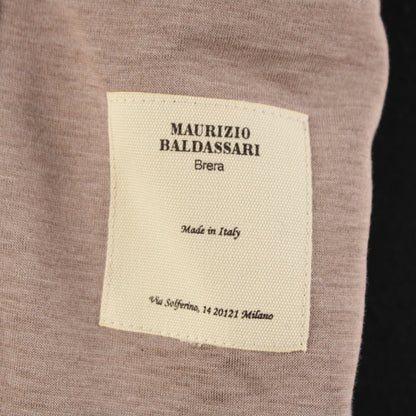 MAURIZIO
BALDASSARI
Brera
Made in Italy
Via Solferino, 14 20121 Milano